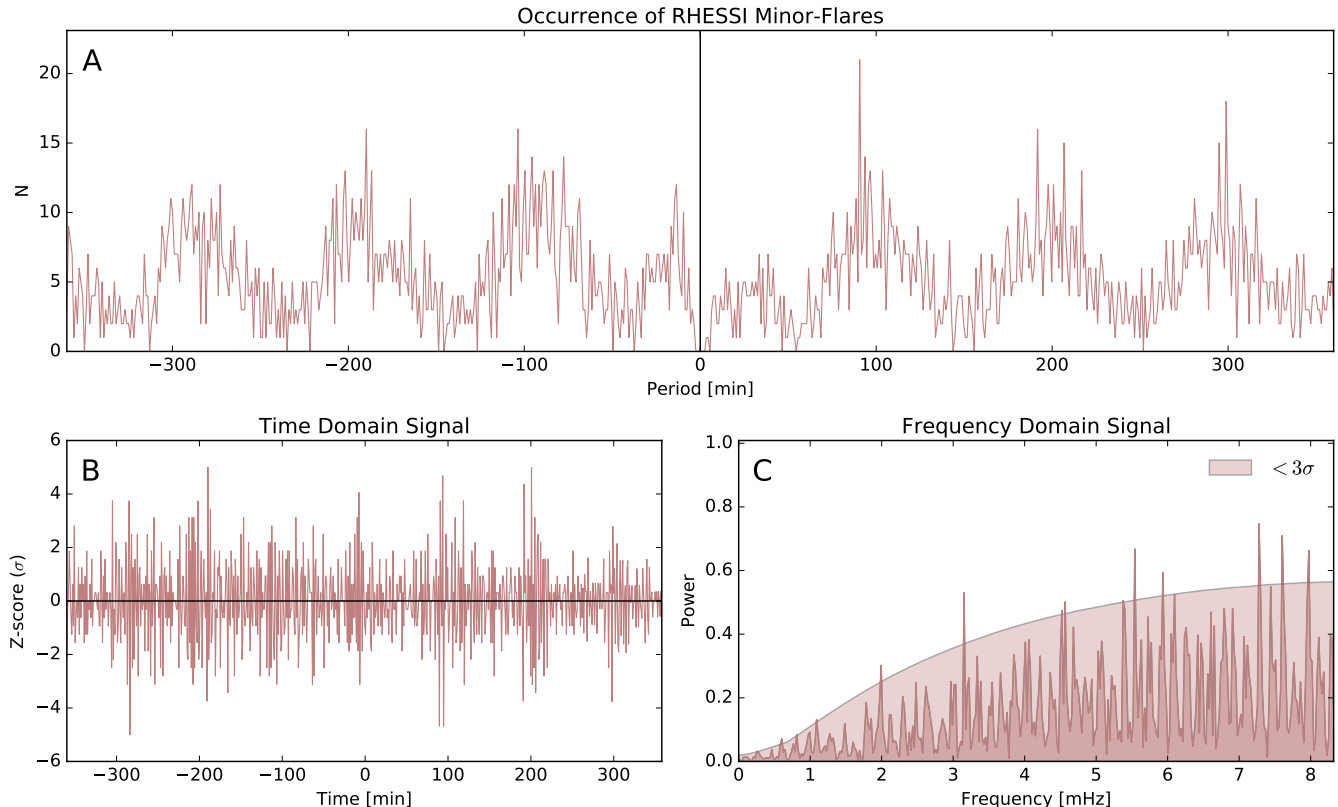 Occurrence of RHESSI Minor-Flares
A
N
20
15
10
5
0
−300 −200 −100 0 100 200 300
Period [min]
Time Domain Signal
B
Z-score (σ)
6
4
2
0
−2
−4
−6
−300 −200 −100 0 100 200 300
Time [min]
Frequency Domain Signal
C
< 3σ
Power
1.0
0.8
0.6
0.4
0.2
0.0
0 1 2 3 4 5 6 7 8
Frequency [mHz]